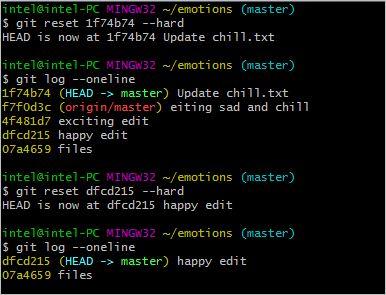 intel@intel-PC MINGW32 ~/emotions (master)
$ git reset 1f74b74 --hard
HEAD is now at 1f74b74 Update chill.txt
intel@intel-PC MINGW32 ~/emotions (master)
$ git log --oneline
1f74b74 (HEAD -> master) Update chill.txt
f7f0d3c (origin/master) eiting sad and chill
4f481d7 exciting edit
dfcd215 happy edit
07a4659 files
intel@intel-PC MINGW32 ~/emotions (master)
$ git reset dfcd215 --hard
HEAD is now at dfcd215 happy edit
intel@intel-PC MINGW32 ~/emotions (master)
$ git log --oneline
dfcd215 (HEAD -> master) happy edit
07a4659 files